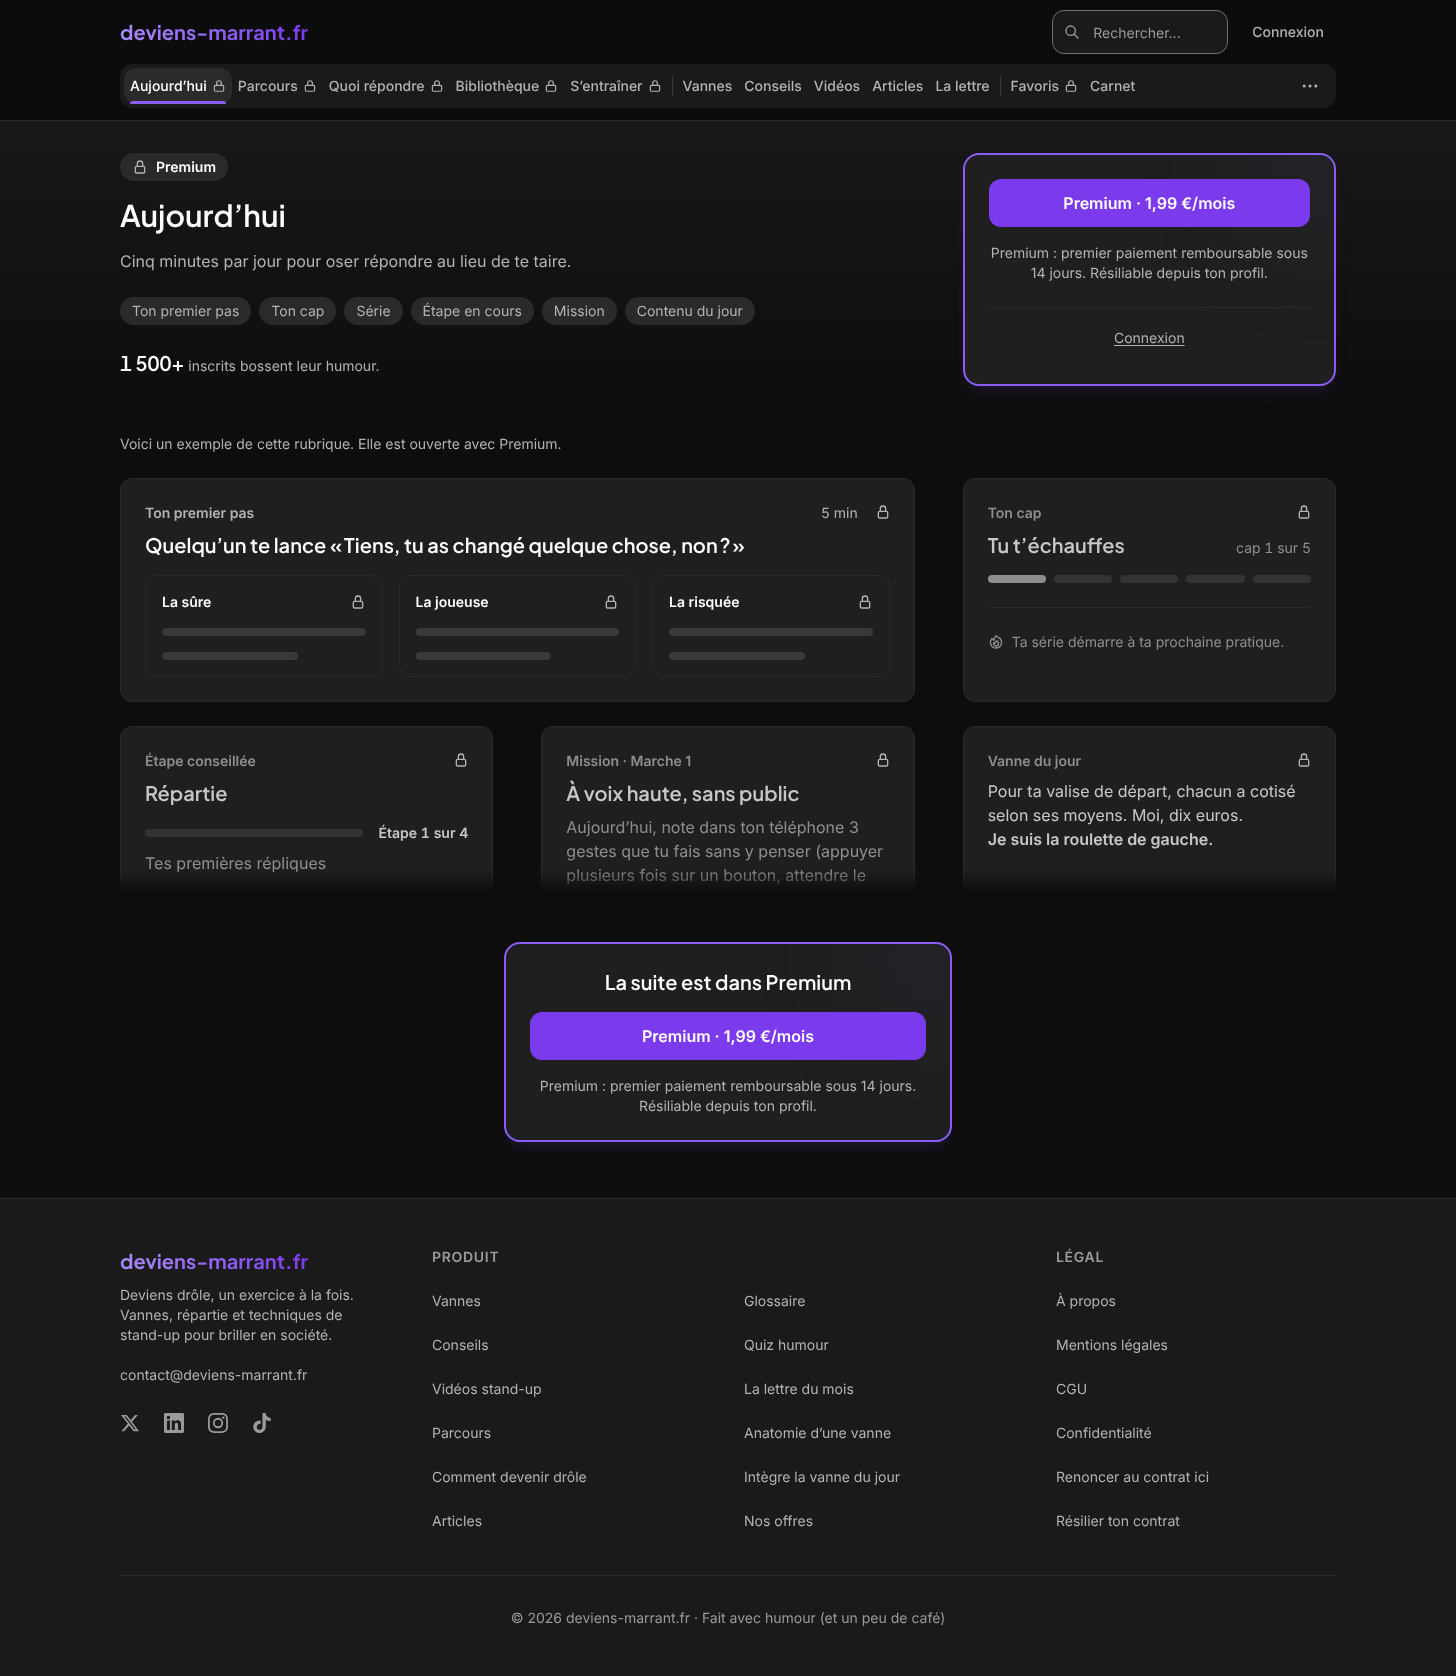 deviens-marrant.fr
Rechercher...
Connexion
Aujourd’hui
Parcours
Quoi répondre
Bibliothèque
S’entraîner
Vannes
Conseils
Vidéos
Articles
La lettre
Favoris
Carnet
Premium
Aujourd’hui
Cinq minutes par jour pour oser répondre au lieu de te taire.
Ton premier pas
Ton cap
Série
Étape en cours
Mission
Contenu du jour
1 500+ inscrits bossent leur humour.
Premium · 1,99 €/mois
Premium : premier paiement remboursable sous
14 jours. Résiliable depuis ton profil.
Connexion
Voici un exemple de cette rubrique. Elle est ouverte avec Premium.
Ton premier pas
5 min
Quelqu’un te lance « Tiens, tu as changé quelque chose, non ? »
La sûre
La joueuse
La risquée
Ton cap
Tu t’échauffes
cap 1 sur 5
Ta série démarre à ta prochaine pratique.
Étape conseillée
Répartie
Étape 1 sur 4
Tes premières répliques
Mission · Marche 1
À voix haute, sans public
Aujourd’hui, note dans ton téléphone 3
gestes que tu fais sans y penser (appuyer
plusieurs fois sur un bouton, attendre le
Vanne du jour
Pour ta valise de départ, chacun a cotisé
selon ses moyens. Moi, dix euros.
Je suis la roulette de gauche.
La suite est dans Premium
Premium · 1,99 €/mois
Premium : premier paiement remboursable sous 14 jours.
Résiliable depuis ton profil.
deviens-marrant.fr
Deviens drôle, un exercice à la fois.
Vannes, répartie et techniques de
stand-up pour briller en société.
contact@deviens-marrant.fr
PRODUIT
Vannes
Conseils
Vidéos stand-up
Parcours
Comment devenir drôle
Articles
Glossaire
Quiz humour
La lettre du mois
Anatomie d’une vanne
Intègre la vanne du jour
Nos offres
LÉGAL
À propos
Mentions légales
CGU
Confidentialité
Renoncer au contrat ici
Résilier ton contrat
© 2026 deviens-marrant.fr · Fait avec humour (et un peu de café)